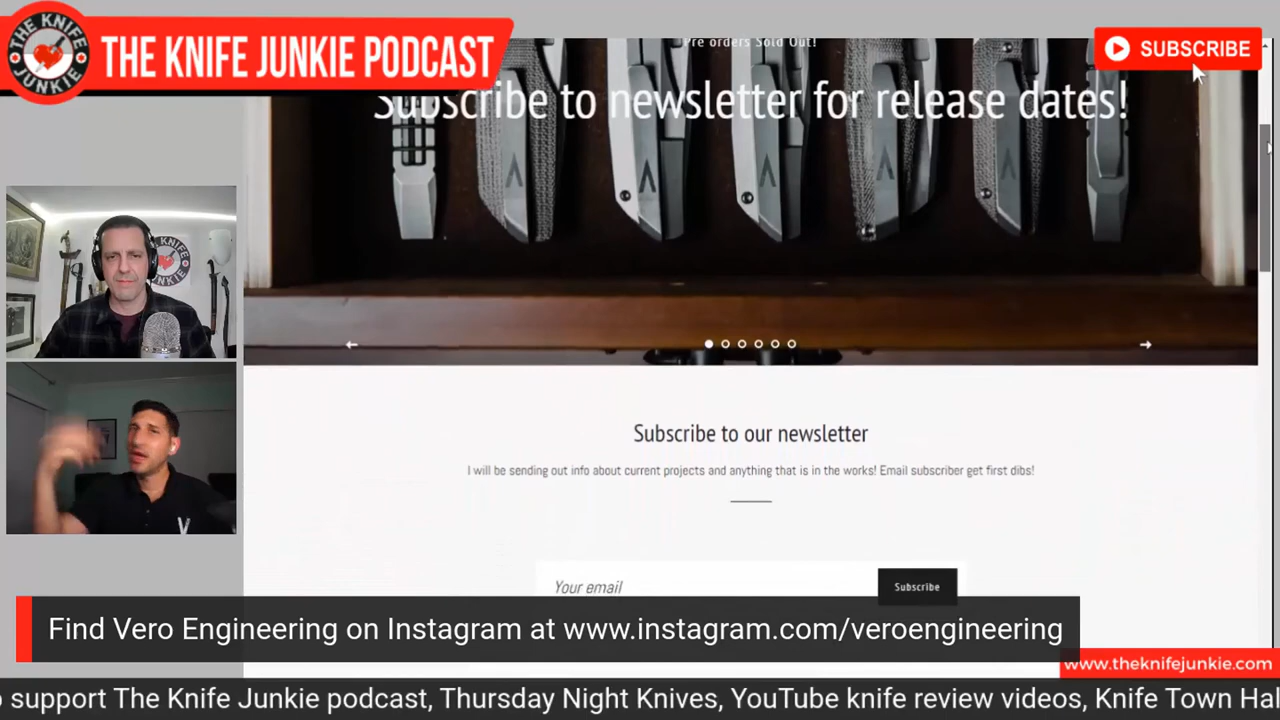 THE KNIFE JUNKIE
THE KNIFE JUNKIE PODCAST
SUBSCRIBE
Pre orders Sold Out!
Subscribe to newsletter for release dates!
THE KNIFE JUNKIE
Subscribe to our newsletter
I will be sending out info about current projects and anything that is in the works! Email subscriber get first dibs!
Your email
Subscribe
Find Vero Engineering on Instagram at www.instagram.com/veroengineering
www.theknifejunkie.com
o support The Knife Junkie podcast, Thursday Night Knives, YouTube knife review videos, Knife Town Hal